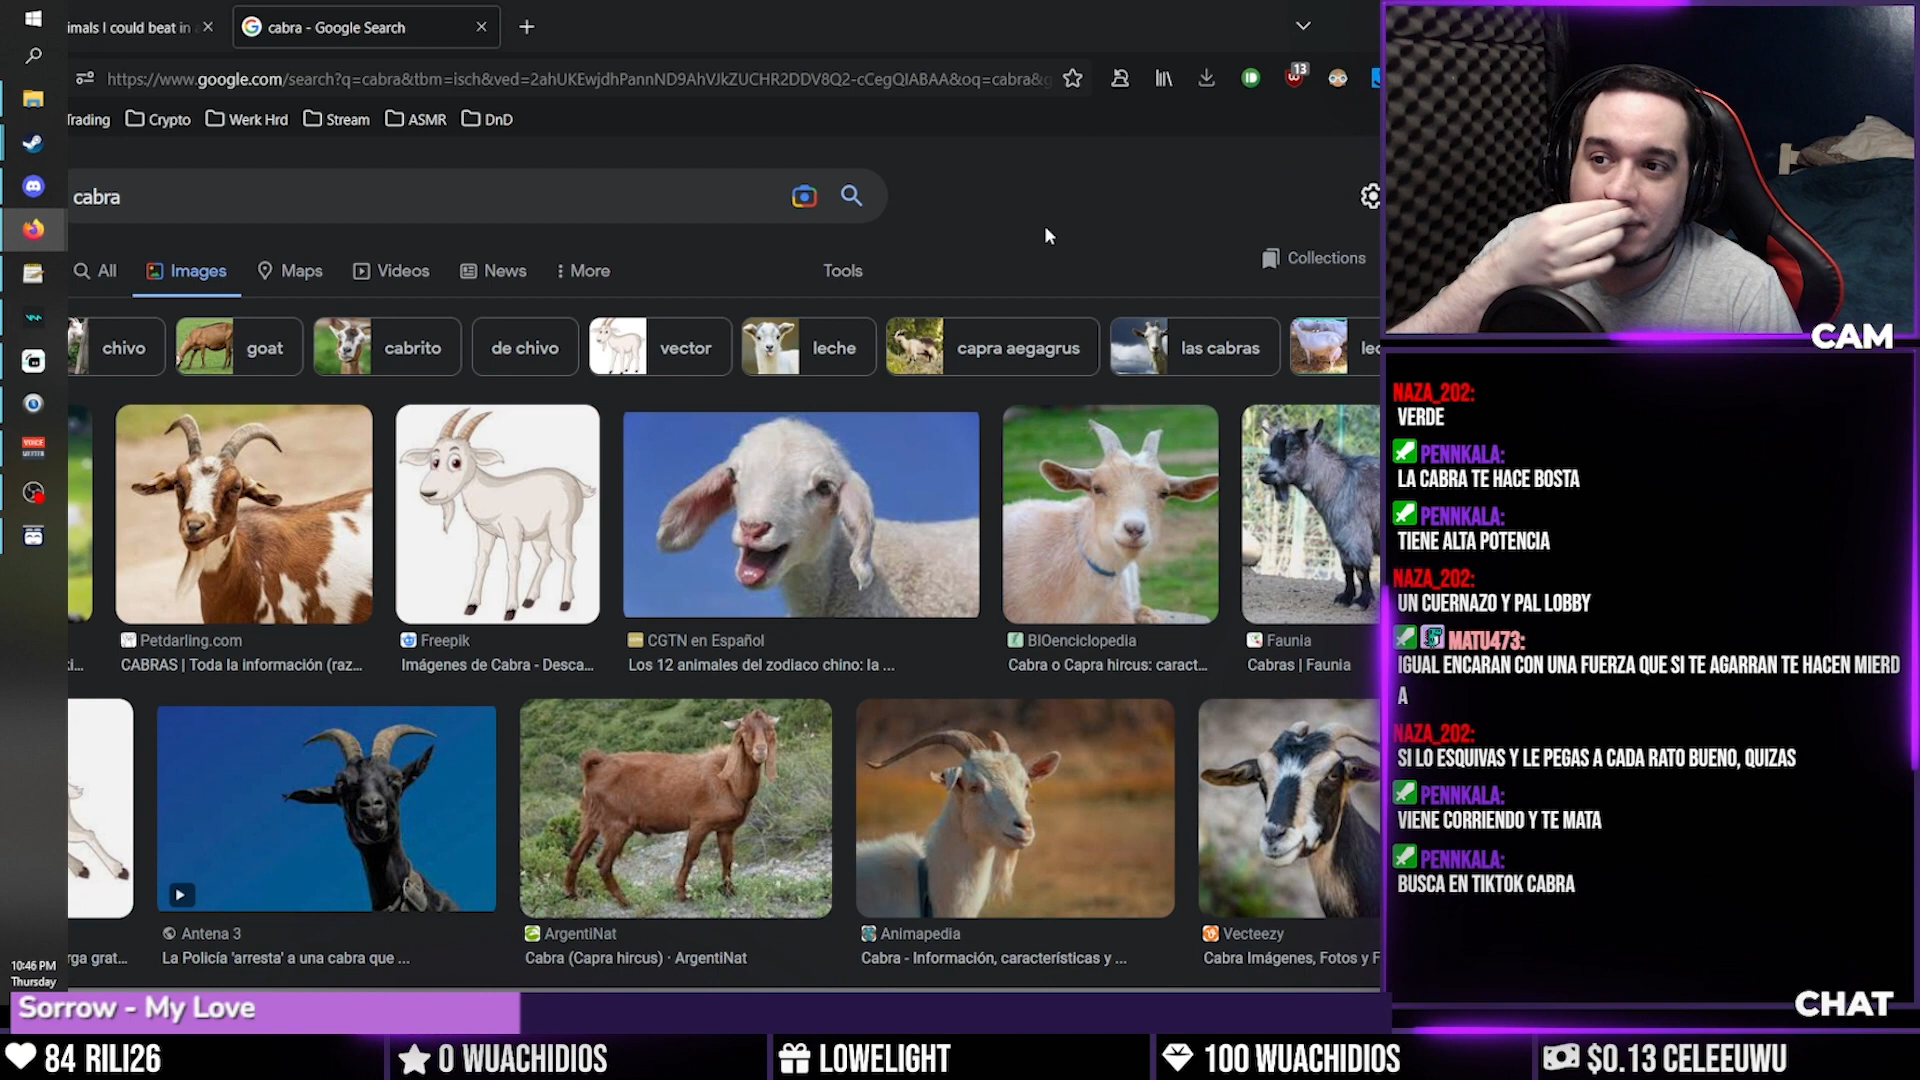 imals I could beat in
cabra - Google Search
https://www.google.com/search?q=cabra&tbm=isch&ved=2ahUKEwjdhPannND9AhVJkZUCHR2DDV8Q2-cCegQIABAA&oq=cabra&g
13
Trading
Crypto
Werk Hrd
Stream
ASMR
DnD
cabra
All
Images
Maps
Videos
News
More
Tools
Collections
chivo
goat
cabrito
de chivo
vector
leche
capra aegagrus
las cabras
Petdarling.com
CABRAS | Toda la información (raz...
Freepik
Imágenes de Cabra - Desca...
CGTN en Español
Los 12 animales del zodiaco chino: la ...
BIOenciclopedia
Cabra o Capra hircus: caract...
Faunia
Cabras | Faunia
rga grat...
Antena 3
La Policía 'arresta' a una cabra que ...
ArgentiNat
Cabra (Capra hircus) · ArgentiNat
Animapedia
Cabra - Información, características y ...
Vecteezy
Cabra Imágenes, Fotos y F
10:46 PM
Thursday
CAM
NAZA_202:
VERDE
PENNKALA:
LA CABRA TE HACE BOSTA
PENNKALA:
TIENE ALTA POTENCIA
NAZA_202:
UN CUERNAZO Y PAL LOBBY
MATU473:
IGUAL ENCARAN CON UNA FUERZA QUE SI TE AGARRAN TE HACEN MIERD
A
NAZA_202:
SI LO ESQUIVAS Y LE PEGAS A CADA RATO BUENO, QUIZAS
PENNKALA:
VIENE CORRIENDO Y TE MATA
PENNKALA:
BUSCA EN TIKTOK CABRA
CHAT
Sorrow - My Love
84 RILI26
0 WUACHIDIOS
LOWELIGHT
100 WUACHIDIOS
$0.13 CELEEUWU